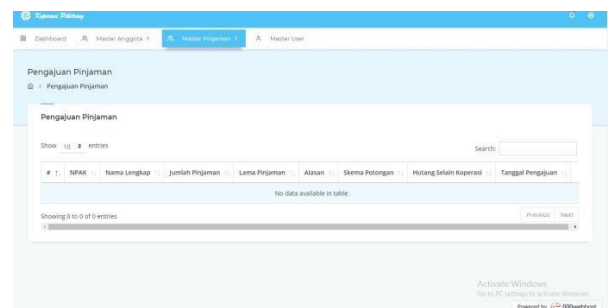 Koperasi Poltitray
Dashboard Master Anggota Master Pinjaman Master User
Pengajuan Pinjaman
Pengajuan Pinjaman
Pengajuan Pinjaman
Show 10 entries
Search:
# NPAK Nama Lengkap Jumlah Pinjaman Lama Pinjaman Alasan Skema Potongan Hutang Selain Koperasi Tanggal Pengajuan
No data available in table
Showing 0 to 0 of 0 entries
Previous Next
Activate Windows
Go to PC settings to activate Windows.
Powered by 000webhost